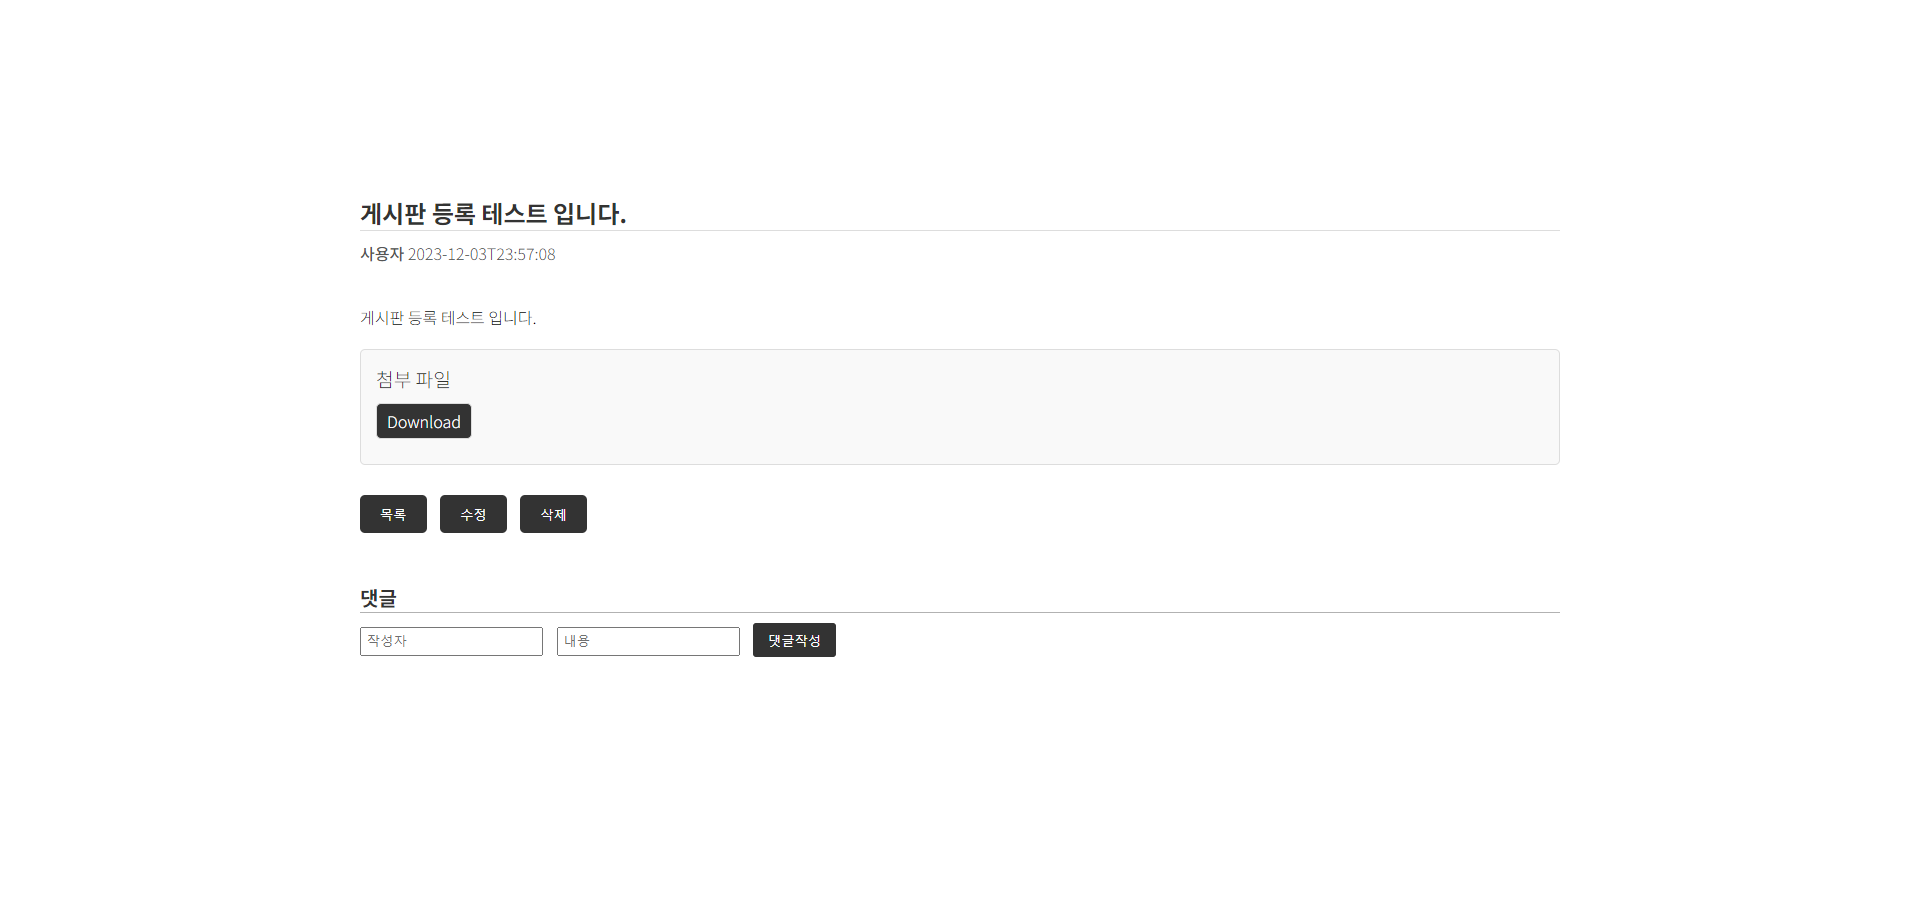 게시판 등록 테스트 입니다.
사용자 2023-12-03T23:57:08
게시판 등록 테스트 입니다.
첨부 파일
Download
목록 수정 삭제
댓글
작성자 내용 댓글작성